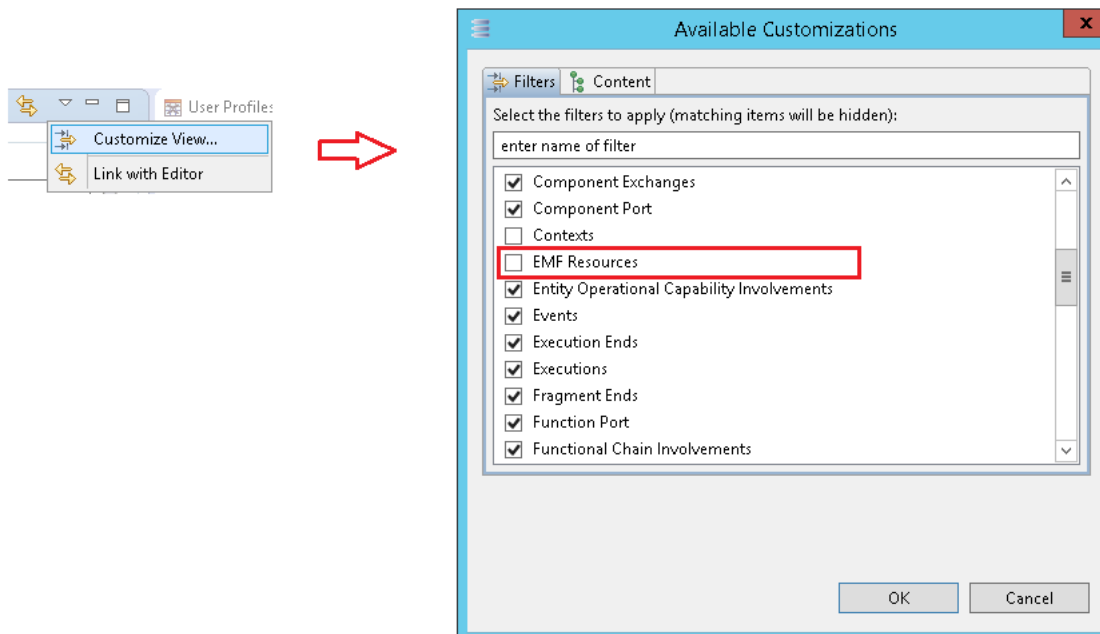 User Profiles
Customize View...
Link with Editor
Available Customizations
Filters
Content
Select the filters to apply (matching items will be hidden):
enter name of filter
Component Exchanges
Component Port
Contexts
EMF Resources
Entity Operational Capability Involvements
Events
Execution Ends
Executions
Fragment Ends
Function Port
Functional Chain Involvements
OK
Cancel